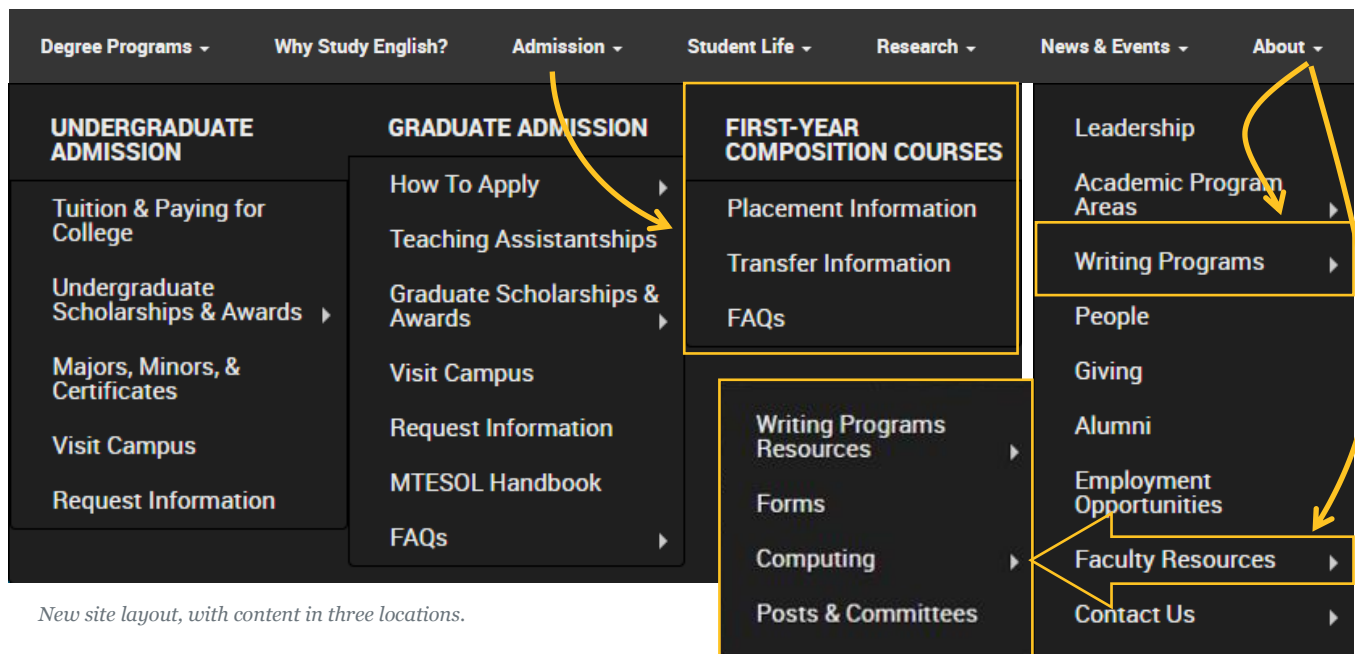 Degree Programs
Why Study English?
Admission
Student Life
Research
News & Events
About
UNDERGRADUATE
ADMISSION
Tuition & Paying for
College
Undergraduate
Scholarships & Awards
Majors, Minors, &
Certificates
Visit Campus
Request Information
GRADUATE ADMISSION
How To Apply
Teaching Assistantships
Graduate Scholarships &
Awards
Visit Campus
Request Information
MTESOL Handbook
FAQs
FIRST-YEAR
COMPOSITION COURSES
Placement Information
Transfer Information
FAQs
Writing Programs
Resources
Forms
Computing
Posts & Committees
Leadership
Academic Program
Areas
Writing Programs
People
Giving
Alumni
Employment
Opportunities
Faculty Resources
Contact Us
New site layout, with content in three locations.